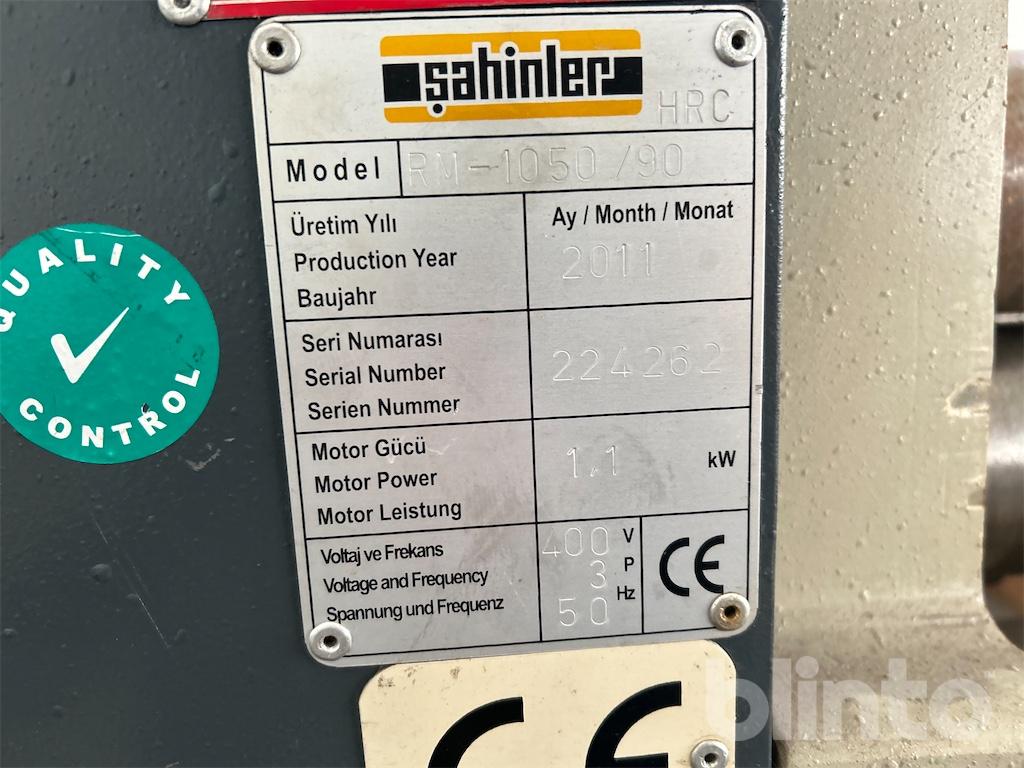 şahinler
HRC
Model RM-1050/90
Üretim Yılı
Production Year
Baujahr
Ay / Month / Monat
2011
Seri Numarası
Serial Number
Serien Nummer
224262
Motor Gücü
Motor Power
Motor Leistung
1,1 kW
Voltaj ve Frekans
Voltage and Frequency
Spannung und Frequenz
400 V
3 P
50 Hz
CE
QUALITY
CONTROL
CE
blinto